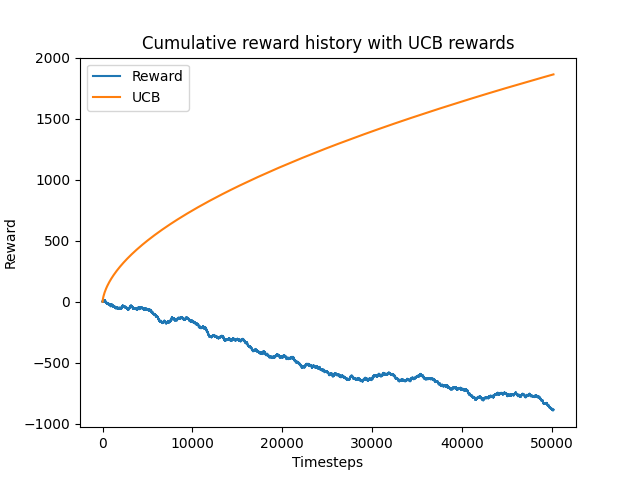 Cumulative reward history with UCB rewards
Reward
UCB
2000
1500
1000
500
0
−500
−1000
Reward
0
10000
20000
30000
40000
50000
Timesteps